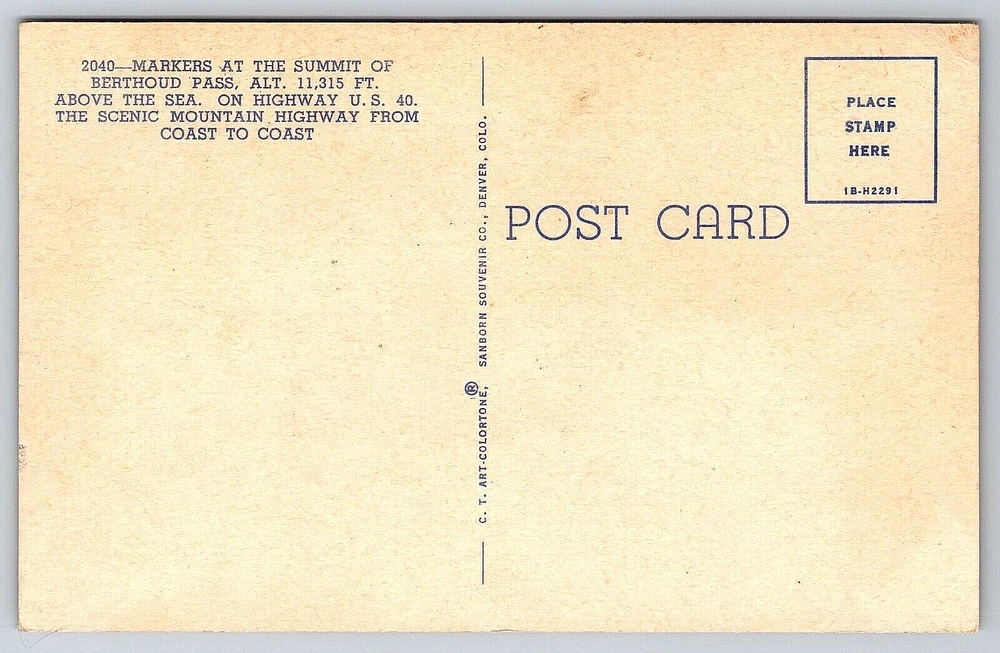 2040—MARKERS AT THE SUMMIT OF
BERTHOUD PASS, ALT. 11,315 FT.
ABOVE THE SEA. ON HIGHWAY U. S. 40.
THE SCENIC MOUNTAIN HIGHWAY FROM
COAST TO COAST
C. T. ART-COLORTONE, ® SANBORN SOUVENIR CO., DENVER, COLO.
POST CARD
PLACE
STAMP
HERE
1B-H2291